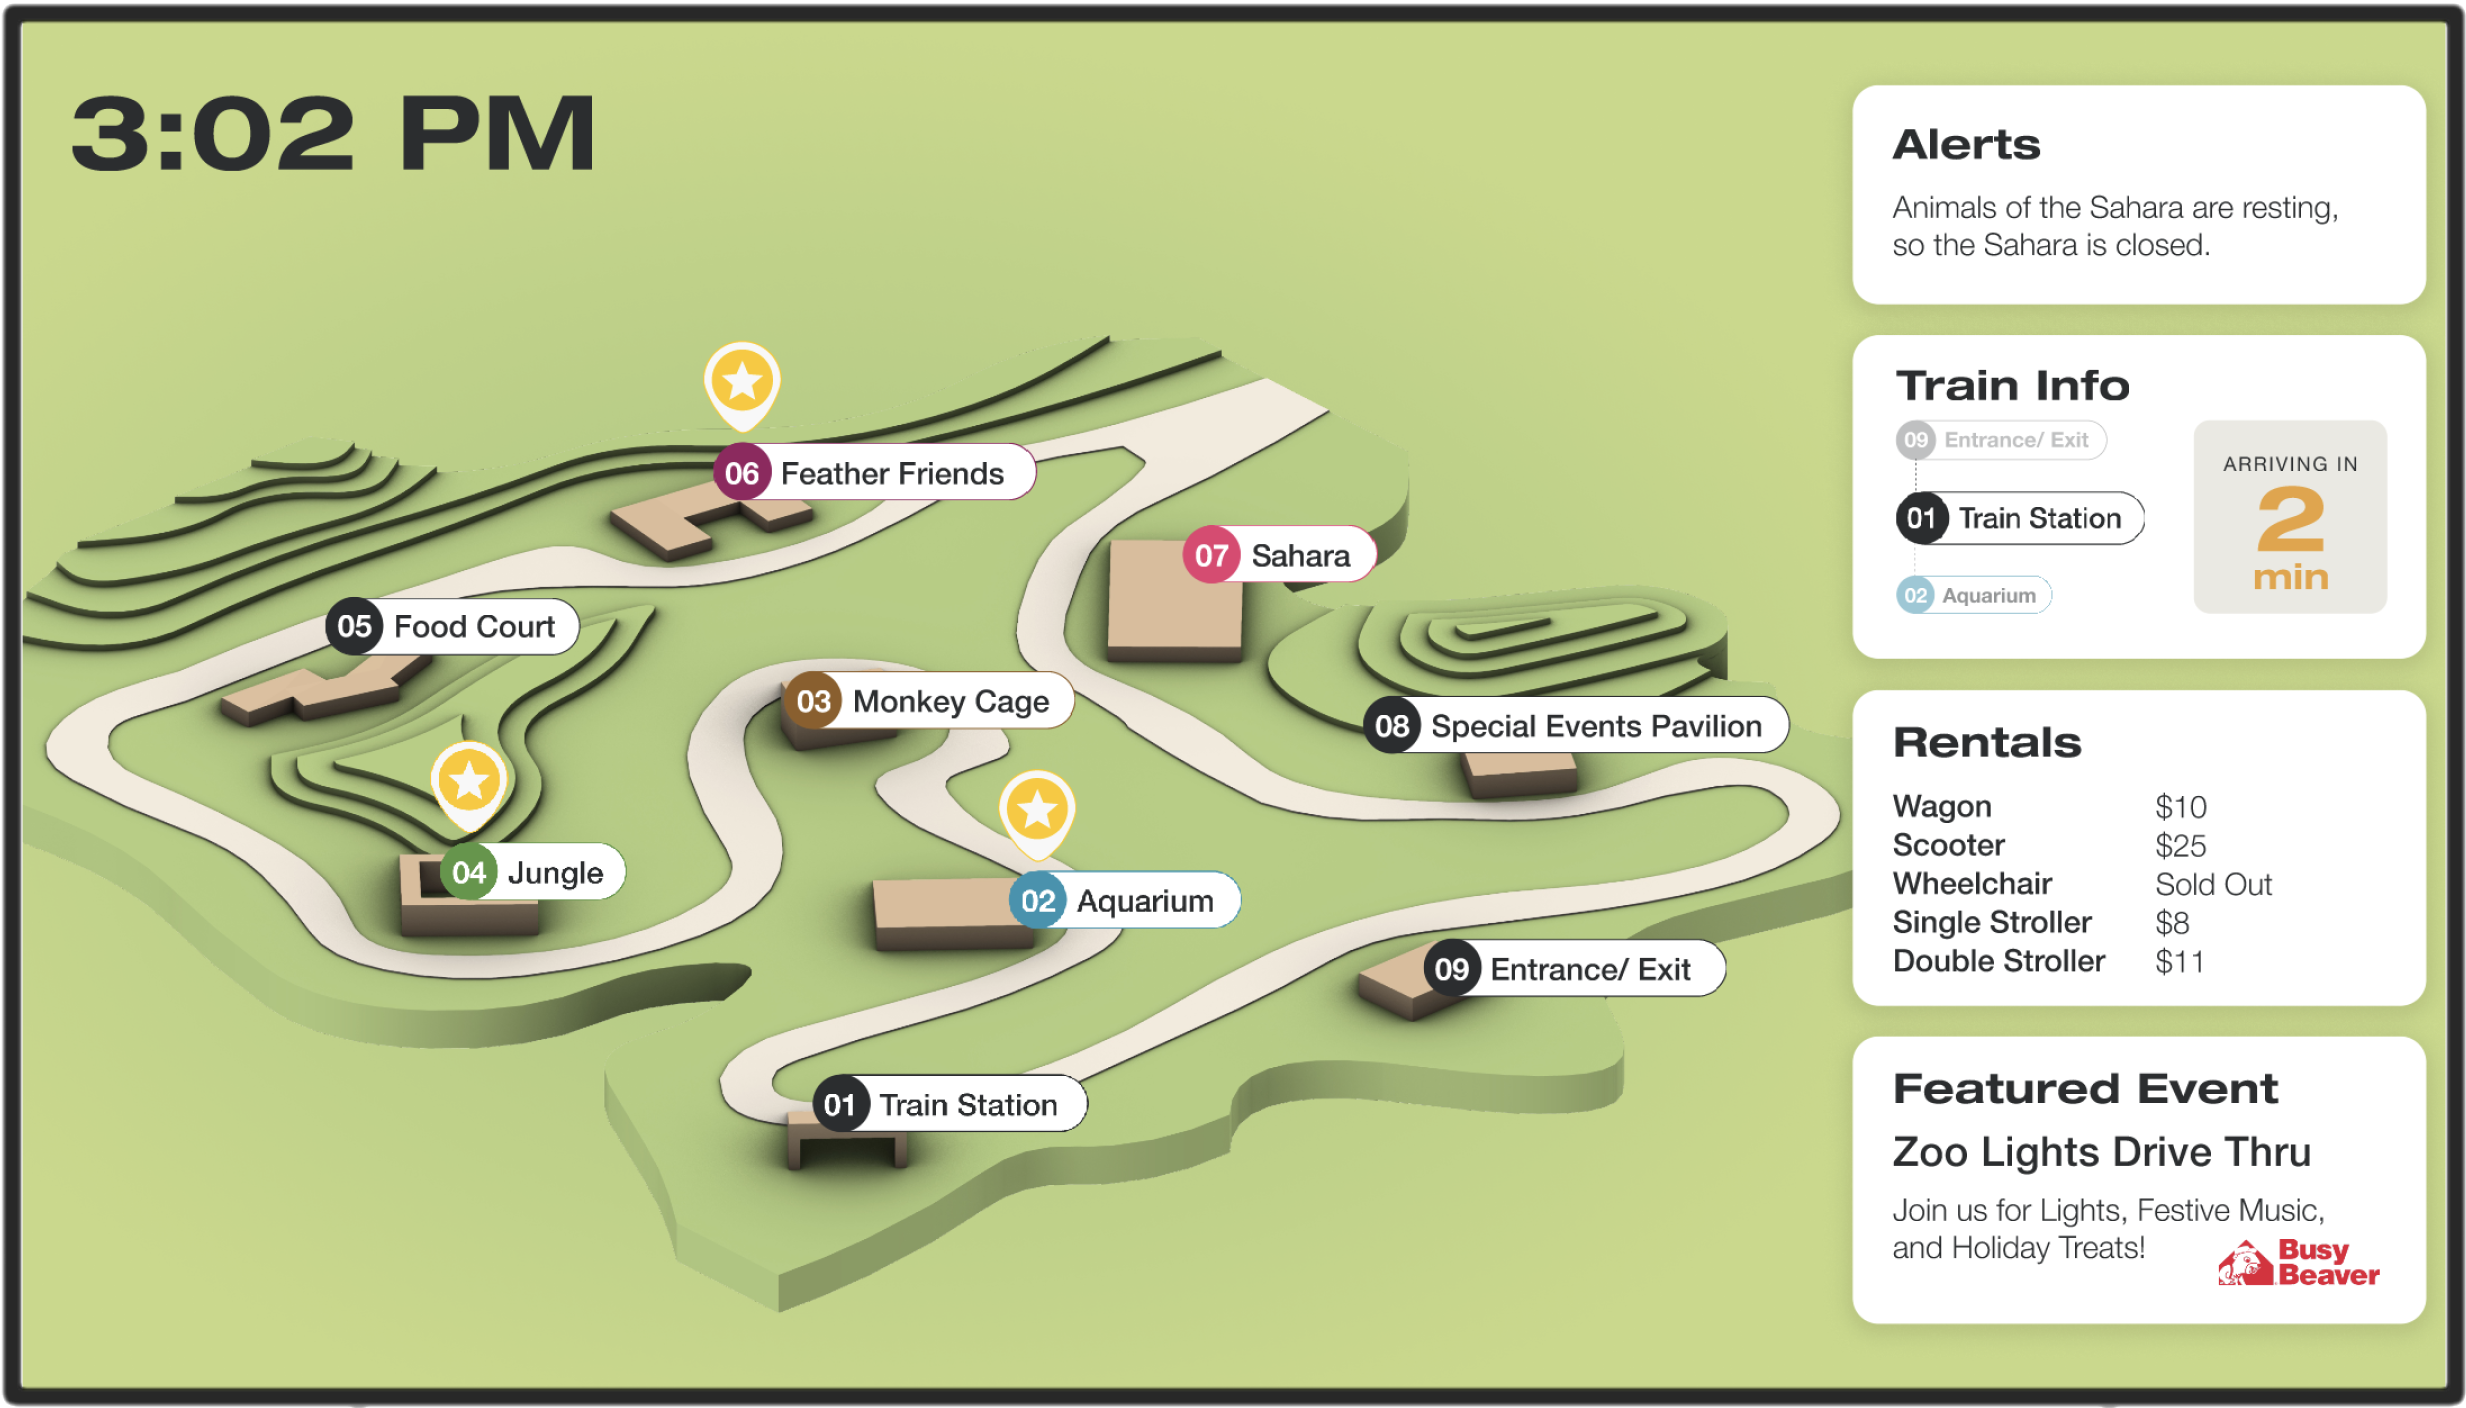 3:02 PM
06 Feather Friends
07 Sahara
05 Food Court
03 Monkey Cage
08 Special Events Pavilion
04 Jungle
02 Aquarium
09 Entrance/ Exit
01 Train Station
Alerts
Animals of the Sahara are resting,
so the Sahara is closed.
Train Info
09 Entrance/ Exit
01 Train Station
02 Aquarium
ARRIVING IN
2
min
Rentals
Wagon $10
Scooter $25
Wheelchair Sold Out
Single Stroller $8
Double Stroller $11
Featured Event
Zoo Lights Drive Thru
Join us for Lights, Festive Music,
and Holiday Treats!
Busy
Beaver